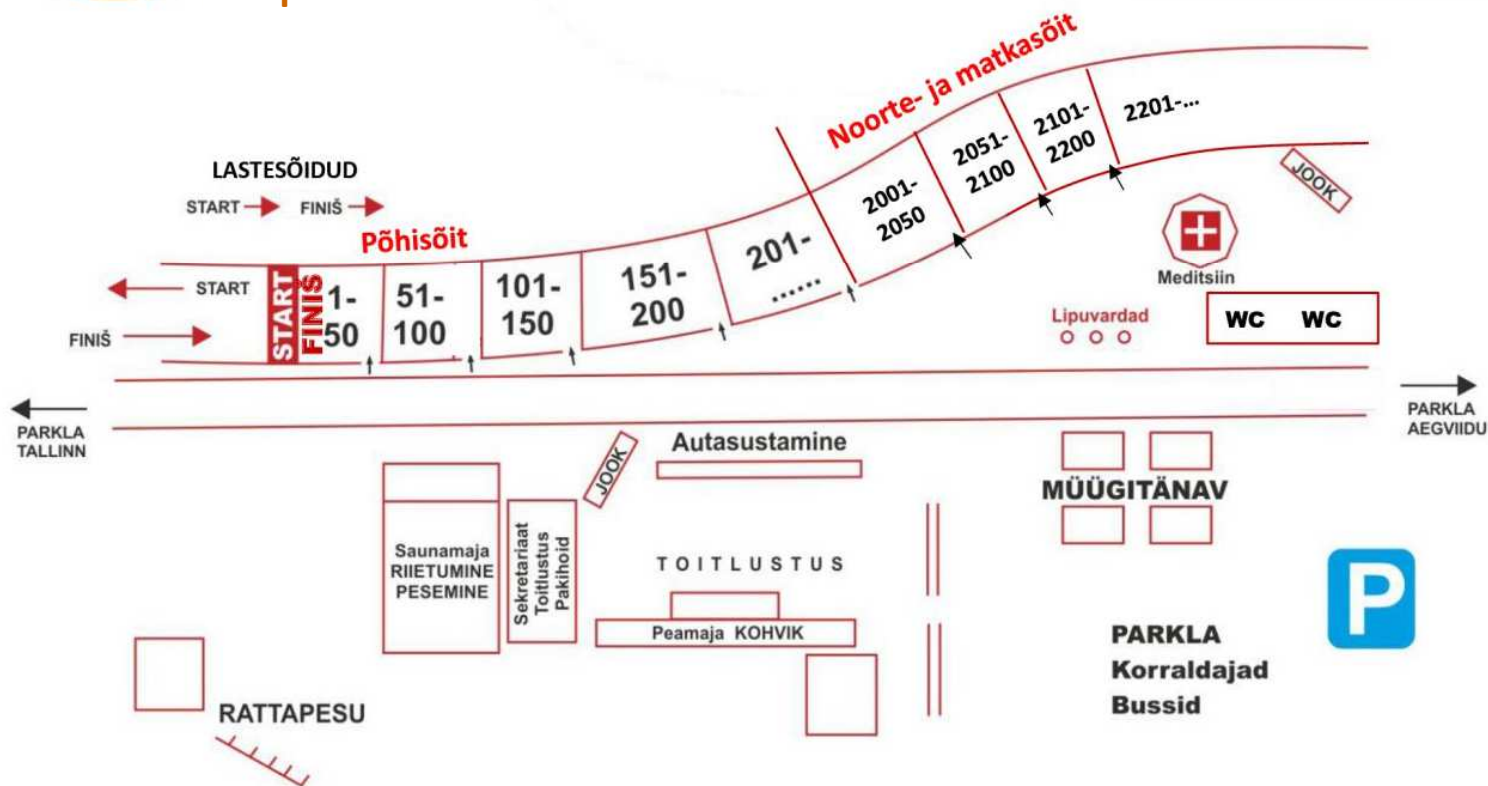 Noorte- ja matkasõit
LASTESÕIDUD
START FINIŠ
Põhisõit
START
FINIŠ
START
FINIŠ
1-
50
51-
100
101-
150
151-
200
201-
......
2001-
2050
2051-
2100
2101-
2200
2201-...
JOOK
Meditsiin
Lipuvardad
WC WC
PARKLA
TALLINN
PARKLA
AEGVIIDU
JOOK
Autasustamine
MÜÜGITÄNAV
Saunamaja
RIIETUMINE
PESEMINE
Sekretariaat
Toitlustus
Pakihoid
TOITLUSTUS
Peamaja KOHVIK
P
PARKLA
Korraldajad
Bussid
RATTAPESU